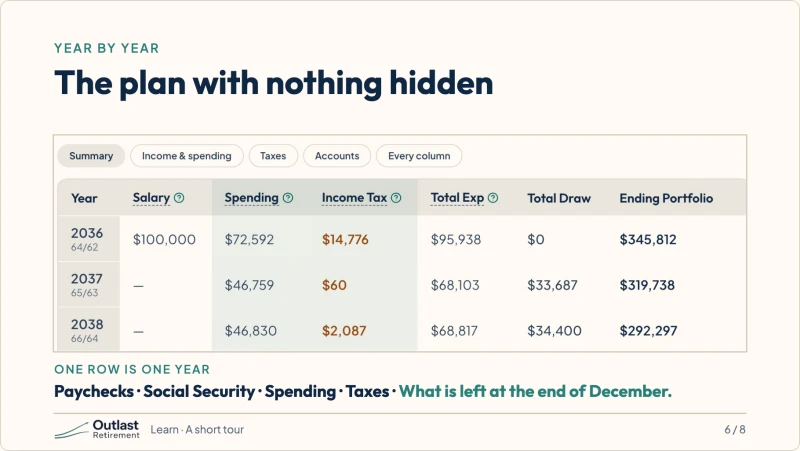 YEAR BY YEAR
The plan with nothing hidden
Summary Income & spending Taxes Accounts Every column
Year Salary ? Spending ? Income Tax ? Total Exp ? Total Draw Ending Portfolio
2036 $100,000 $72,592 $14,776 $95,938 $0 $345,812
64/62
2037 — $46,759 $60 $68,103 $33,687 $319,738
65/63
2038 — $46,830 $2,087 $68,817 $34,400 $292,297
66/64
ONE ROW IS ONE YEAR
Paychecks · Social Security · Spending · Taxes · What is left at the end of December.
Outlast Retirement Learn · A short tour 6 / 8